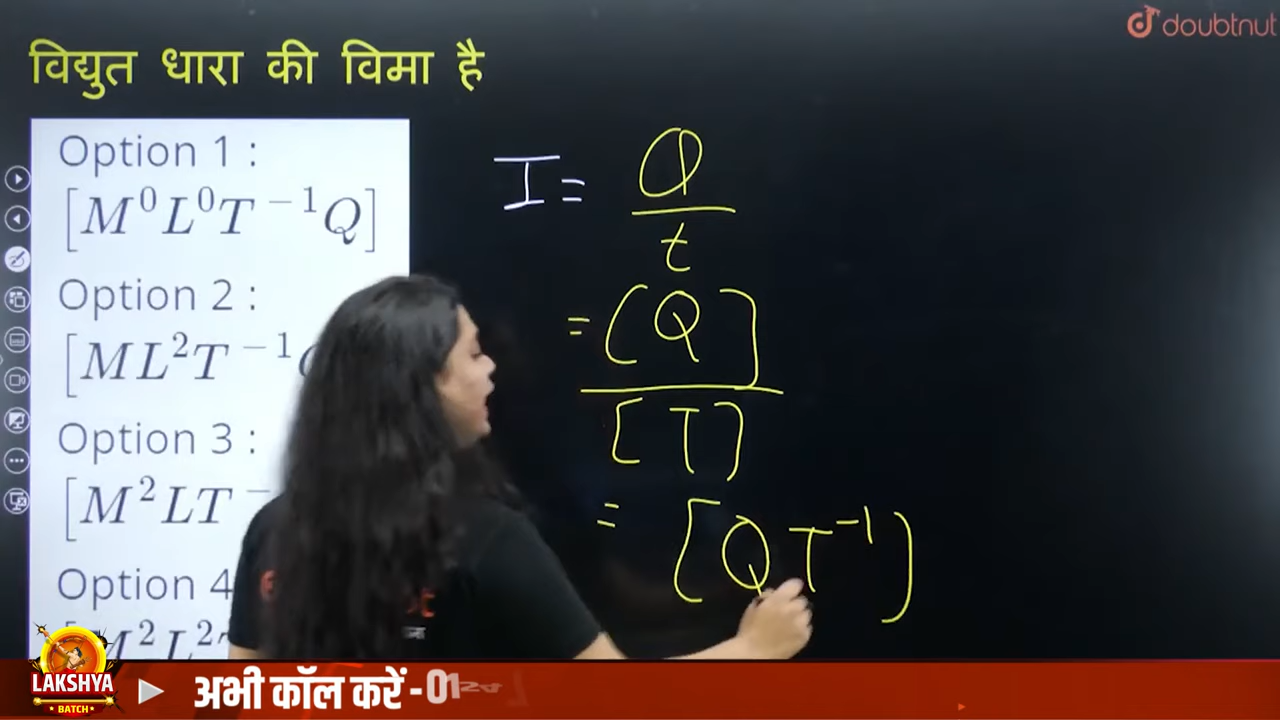 doubtnut
विद्युत धारा की विमा है
Option 1 :
[M⁰L⁰T⁻¹Q]
Option 2 :
[ML²T⁻¹
Option 3 :
[M²LT⁻
Option 4
M²L²
I = Q/t
= [Q]/[T]
= [QT⁻¹]
LAKSHYA
BATCH
अभी कॉल करें - 01